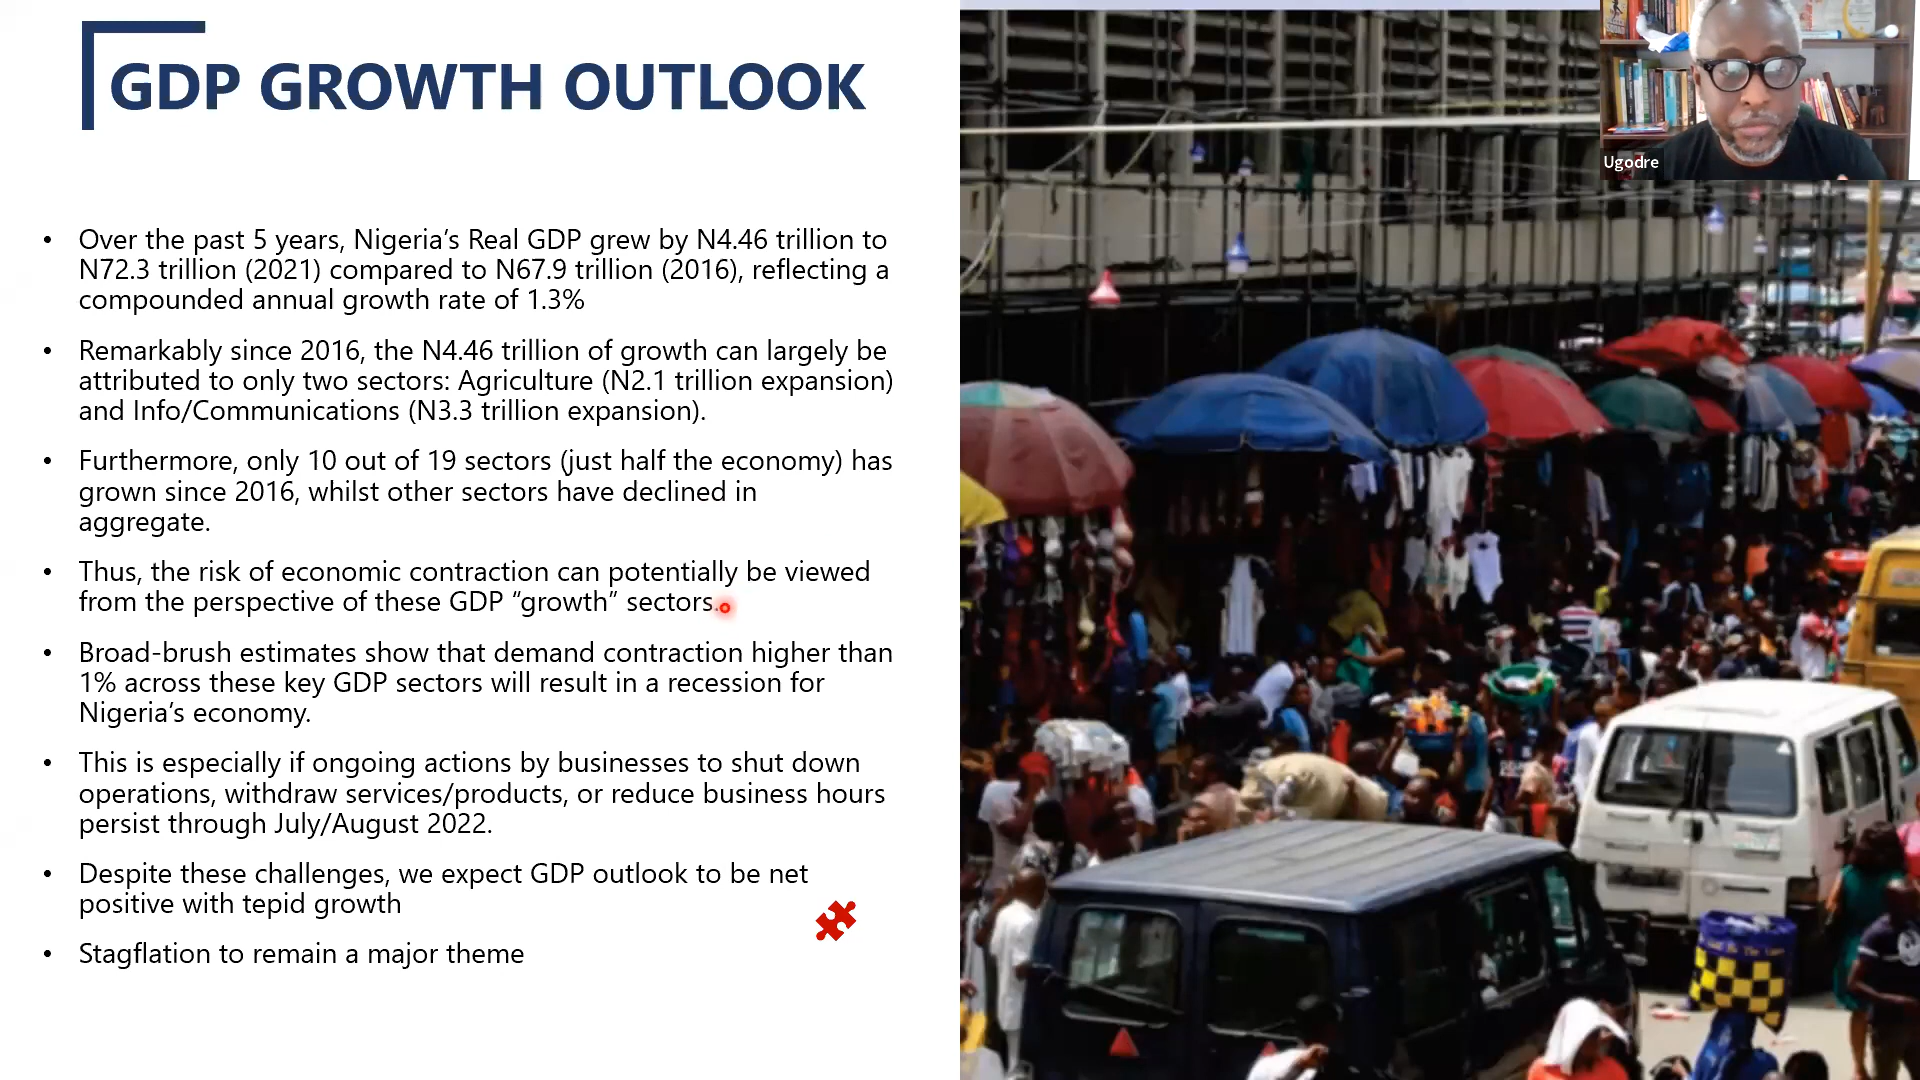 GDP GROWTH OUTLOOK
Ugodre
• Over the past 5 years, Nigeria’s Real GDP grew by N4.46 trillion to
N72.3 trillion (2021) compared to N67.9 trillion (2016), reflecting a
compounded annual growth rate of 1.3%
• Remarkably since 2016, the N4.46 trillion of growth can largely be
attributed to only two sectors: Agriculture (N2.1 trillion expansion)
and Info/Communications (N3.3 trillion expansion).
• Furthermore, only 10 out of 19 sectors (just half the economy) has
grown since 2016, whilst other sectors have declined in
aggregate.
• Thus, the risk of economic contraction can potentially be viewed
from the perspective of these GDP “growth” sectors.
• Broad-brush estimates show that demand contraction higher than
1% across these key GDP sectors will result in a recession for
Nigeria’s economy.
• This is especially if ongoing actions by businesses to shut down
operations, withdraw services/products, or reduce business hours
persist through July/August 2022.
• Despite these challenges, we expect GDP outlook to be net
positive with tepid growth
• Stagflation to remain a major theme